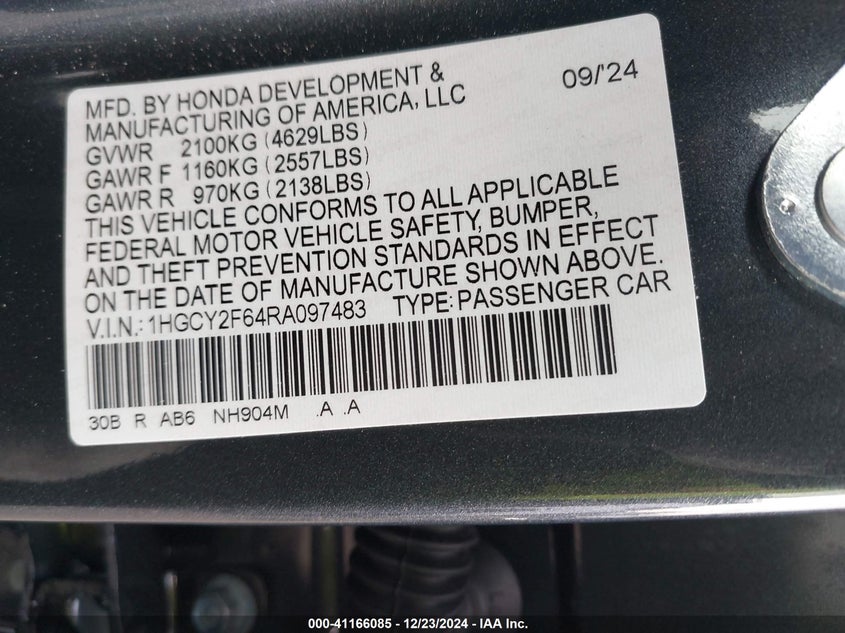 MFD. BY HONDA DEVELOPMENT & 09/'24
MANUFACTURING OF AMERICA, LLC
GVWR 2100KG (4629LBS)
GAWR F 1160KG (2557LBS)
GAWR R 970KG (2138LBS)
THIS VEHICLE CONFORMS TO ALL APPLICABLE
FEDERAL MOTOR VEHICLE SAFETY, BUMPER,
AND THEFT PREVENTION STANDARDS IN EFFECT
ON THE DATE OF MANUFACTURE SHOWN ABOVE.
V.I.N.: 1HGCY2F64RA097483 TYPE: PASSENGER CAR
30B R AB6 NH904M .A .A
000-41166085 - 12/23/2024 - IAA Inc.